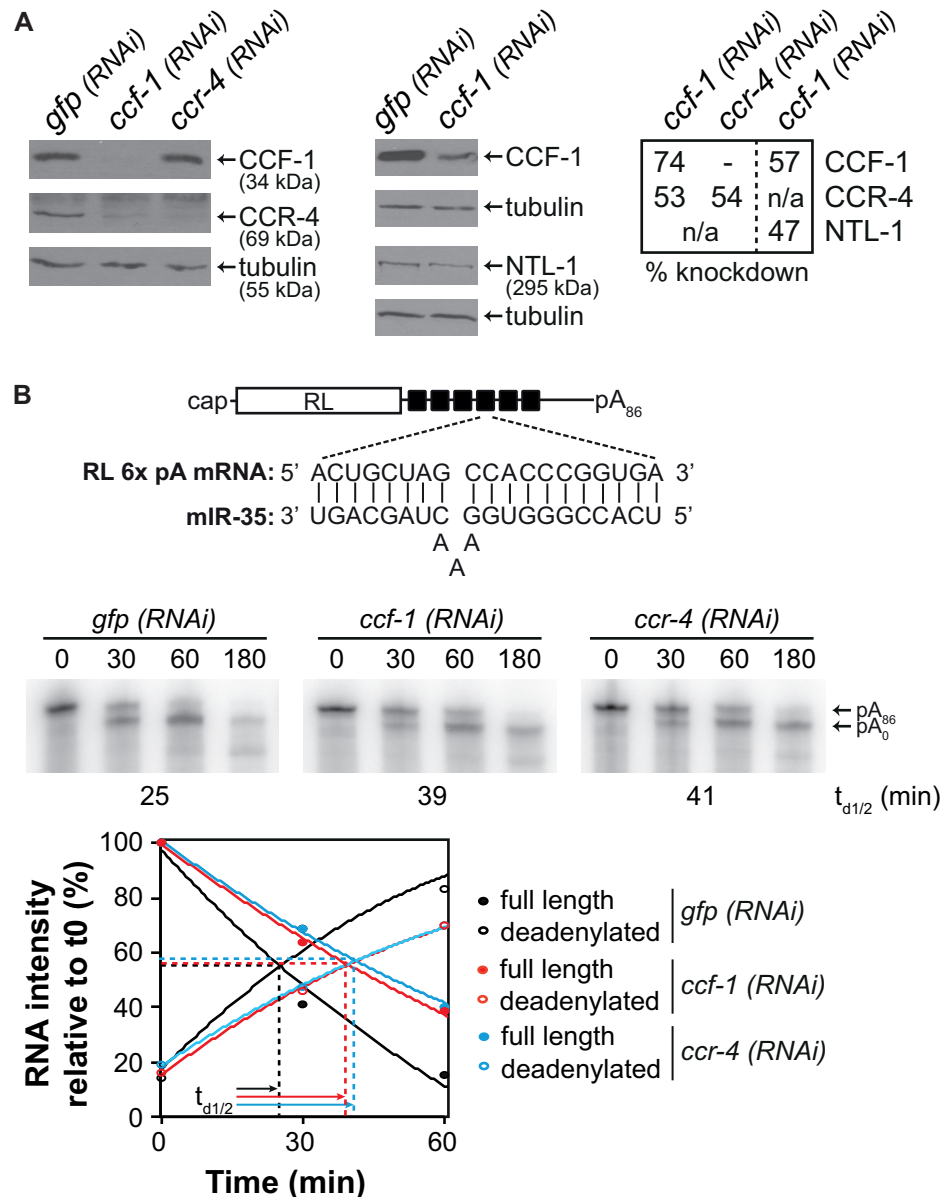 A
gfp (RNAi)
ccf-1 (RNAi)
ccr-4 (RNAi)
←CCF-1
(34 kDa)
←CCR-4
(69 kDa)
←tubulin
(55 kDa)
gfp (RNAi)
ccf-1 (RNAi)
←CCF-1
←tubulin
←NTL-1
(295 kDa)
←tubulin
ccf-1 (RNAi)
ccr-4 (RNAi)
ccf-1 (RNAi)
74 - 57 CCF-1
53 54 n/a CCR-4
n/a 47 NTL-1
% knockdown
B
cap RL pA86
RL 6x pA mRNA: 5’ ACUGCUAG CCACCCGGUGA 3’
mIR-35: 3’ UGACGAUC GGUGGGCCACU 5’
A A
A
gfp (RNAi) ccf-1 (RNAi) ccr-4 (RNAi)
0 30 60 180 0 30 60 180 0 30 60 180
← pA86
← pA0
25 39 41 td1/2 (min)
RNA intensity
relative to t0 (%)
100
80
60
40
20
0
td1/2
0 30 60
Time (min)
full length
deadenylated
gfp (RNAi)
full length
deadenylated
ccf-1 (RNAi)
full length
deadenylated
ccr-4 (RNAi)